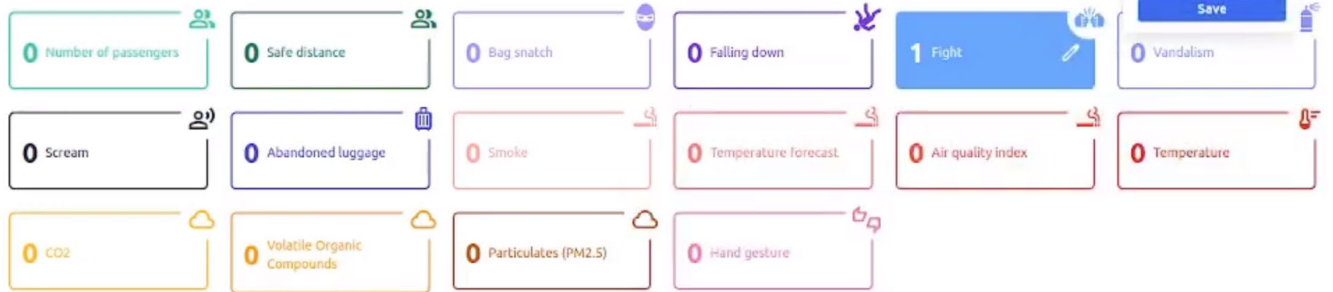 Save
0 Number of passengers
0 Safe distance
0 Bag snatch
0 Falling down
1 Fight
0 Vandalism
0 Scream
0 Abandoned luggage
0 Smoke
0 Temperature forecast
0 Air quality index
0 Temperature
0 CO2
0 Volatile Organic
Compounds
0 Particulates (PM2.5)
0 Hand gesture